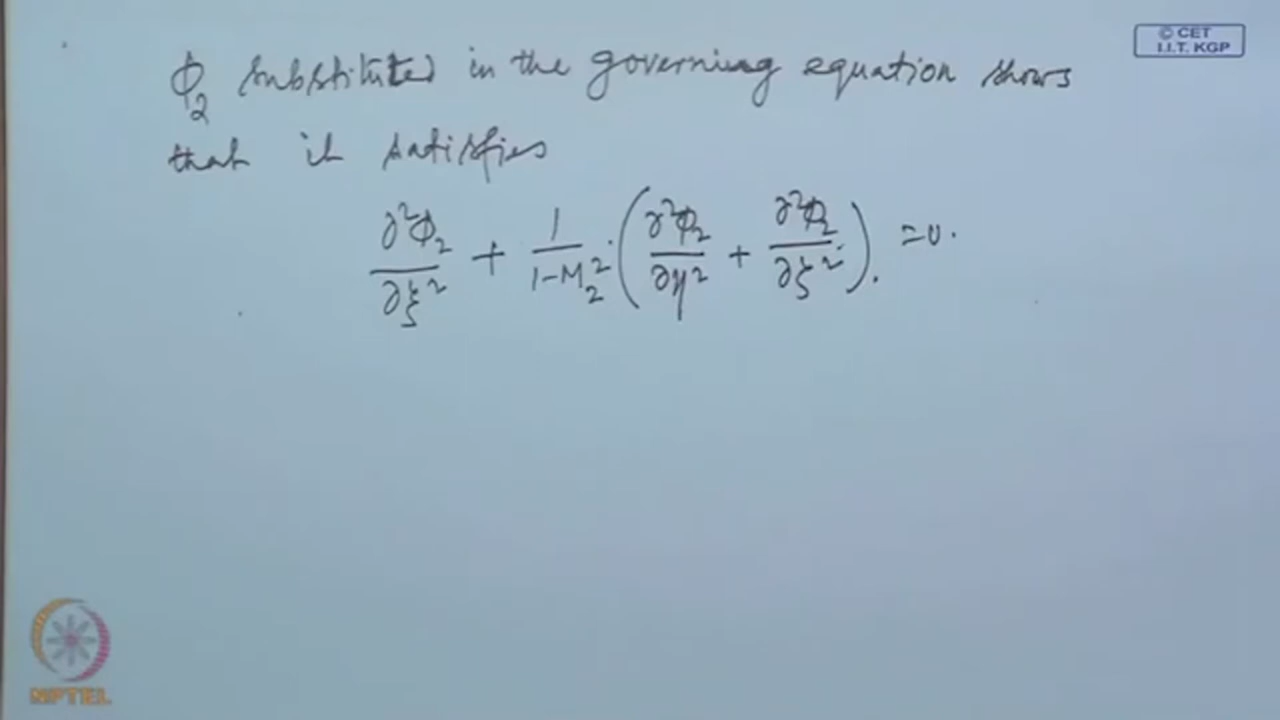 © CET
I.I.T. KGP
ϕ₂ substituted in the governing equation shows
that it satisfies
∂²ϕ₂/∂ξ² + 1/(1-M₂²) (∂²ϕ₂/∂η² + ∂²ϕ₂/∂ζ²) = 0.
NPTEL